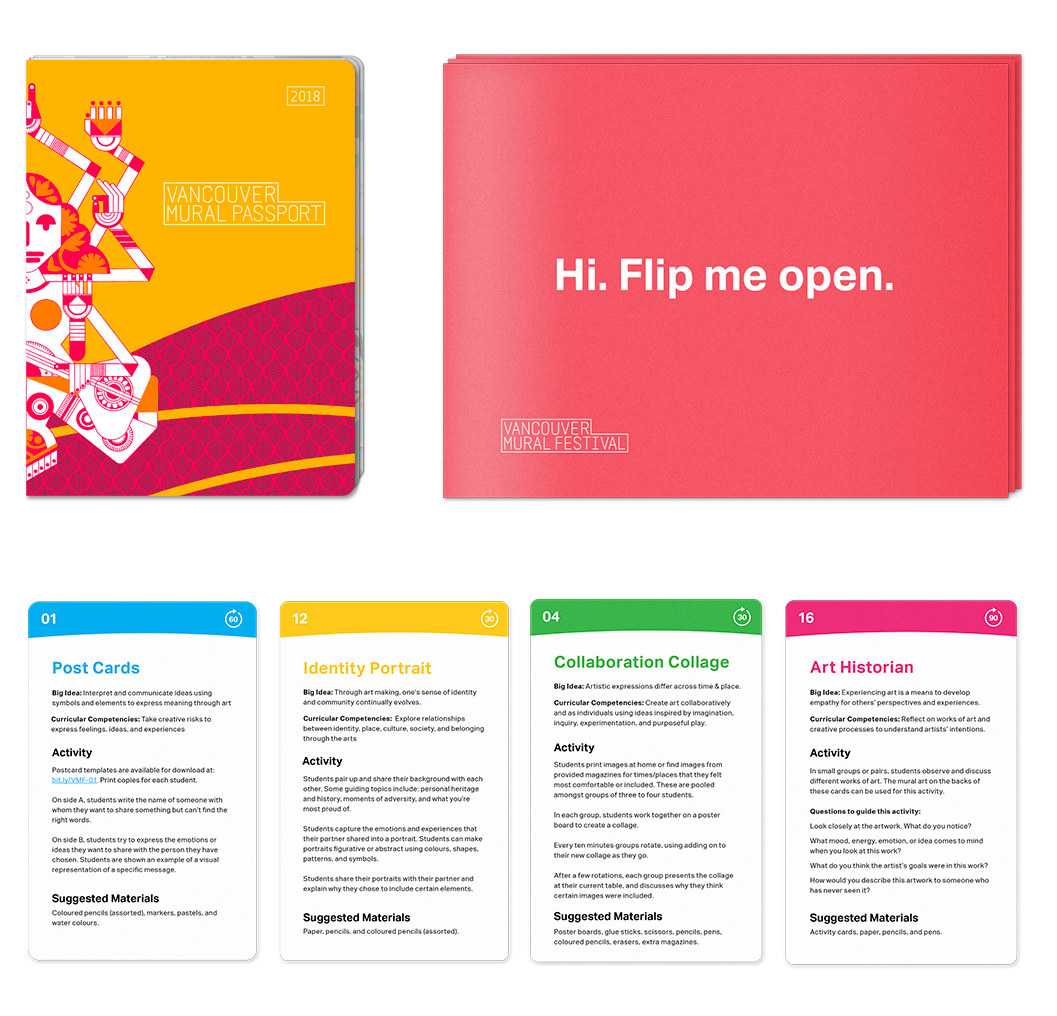 2018
VANCOUVER
MURAL PASSPORT
Hi. Flip me open.
VANCOUVER
MURAL FESTIVAL
01
60
Post Cards
Big Idea: Interpret and communicate ideas using
symbols and elements to express meaning through art
Curricular Competencies: Take creative risks to
express feelings, ideas, and experiences
Activity
Postcard templates are available for download at:
bit.ly/VMF-01. Print copies for each student.
On side A, students write the name of someone with
whom they want to share something but can't find the
right words.
On side B, students try to express the emotions or
ideas they want to share with the person they have
chosen. Students are shown an example of a visual
representation of a specific message.
Suggested Materials
Coloured pencils (assorted), markers, pastels, and
water colours.
12
30
Identity Portrait
Big Idea: Through art making, one's sense of identity
and community continually evolves.
Curricular Competencies: Explore relationships
between identity, place, culture, society, and belonging
through the arts
Activity
Students pair up and share their background with each
other. Some guiding topics include: personal heritage
and history, moments of adversity, and what you're
most proud of.
Students capture the emotions and experiences that
their partner shared into a portrait. Students can make
portraits figurative or abstract using colours, shapes,
patterns, and symbols.
Students share their portraits with their partner and
explain why they chose to include certain elements.
Suggested Materials
Paper, pencils, and coloured pencils (assorted).
04
30
Collaboration Collage
Big Idea: Artistic expressions differ across time & place.
Curricular Competencies: Create art collaboratively
and as individuals using ideas inspired by imagination,
inquiry, experimentation, and purposeful play.
Activity
Students print images at home or find images from
provided magazines for times/places that they felt
most comfortable or included. These are pooled
amongst groups of three to four students.
In each group, students work together on a poster
board to create a collage.
Every ten minutes groups rotate, using adding on to
their new collage as they go.
After a few rotations, each group presents the collage
at their current table, and discusses why they think
certain images were included.
Suggested Materials
Poster boards, glue sticks, scissors, pencils, pens,
coloured pencils, erasers, extra magazines.
16
90
Art Historian
Big Idea: Experiencing art is a means to develop
empathy for others' perspectives and experiences.
Curricular Competencies: Reflect on works of art and
creative processes to understand artists' intentions.
Activity
In small groups or pairs, students observe and discuss
different works of art. The mural art on the backs of
these cards can be used for this activity.
Questions to guide this activity:
Look closely at the artwork. What do you notice?
What mood, energy, emotion, or idea comes to mind
when you look at this work?
What do you think the artist's goals were in this work?
How would you describe this artwork to someone who
has never seen it?
Suggested Materials
Activity cards, paper, pencils, and pens.